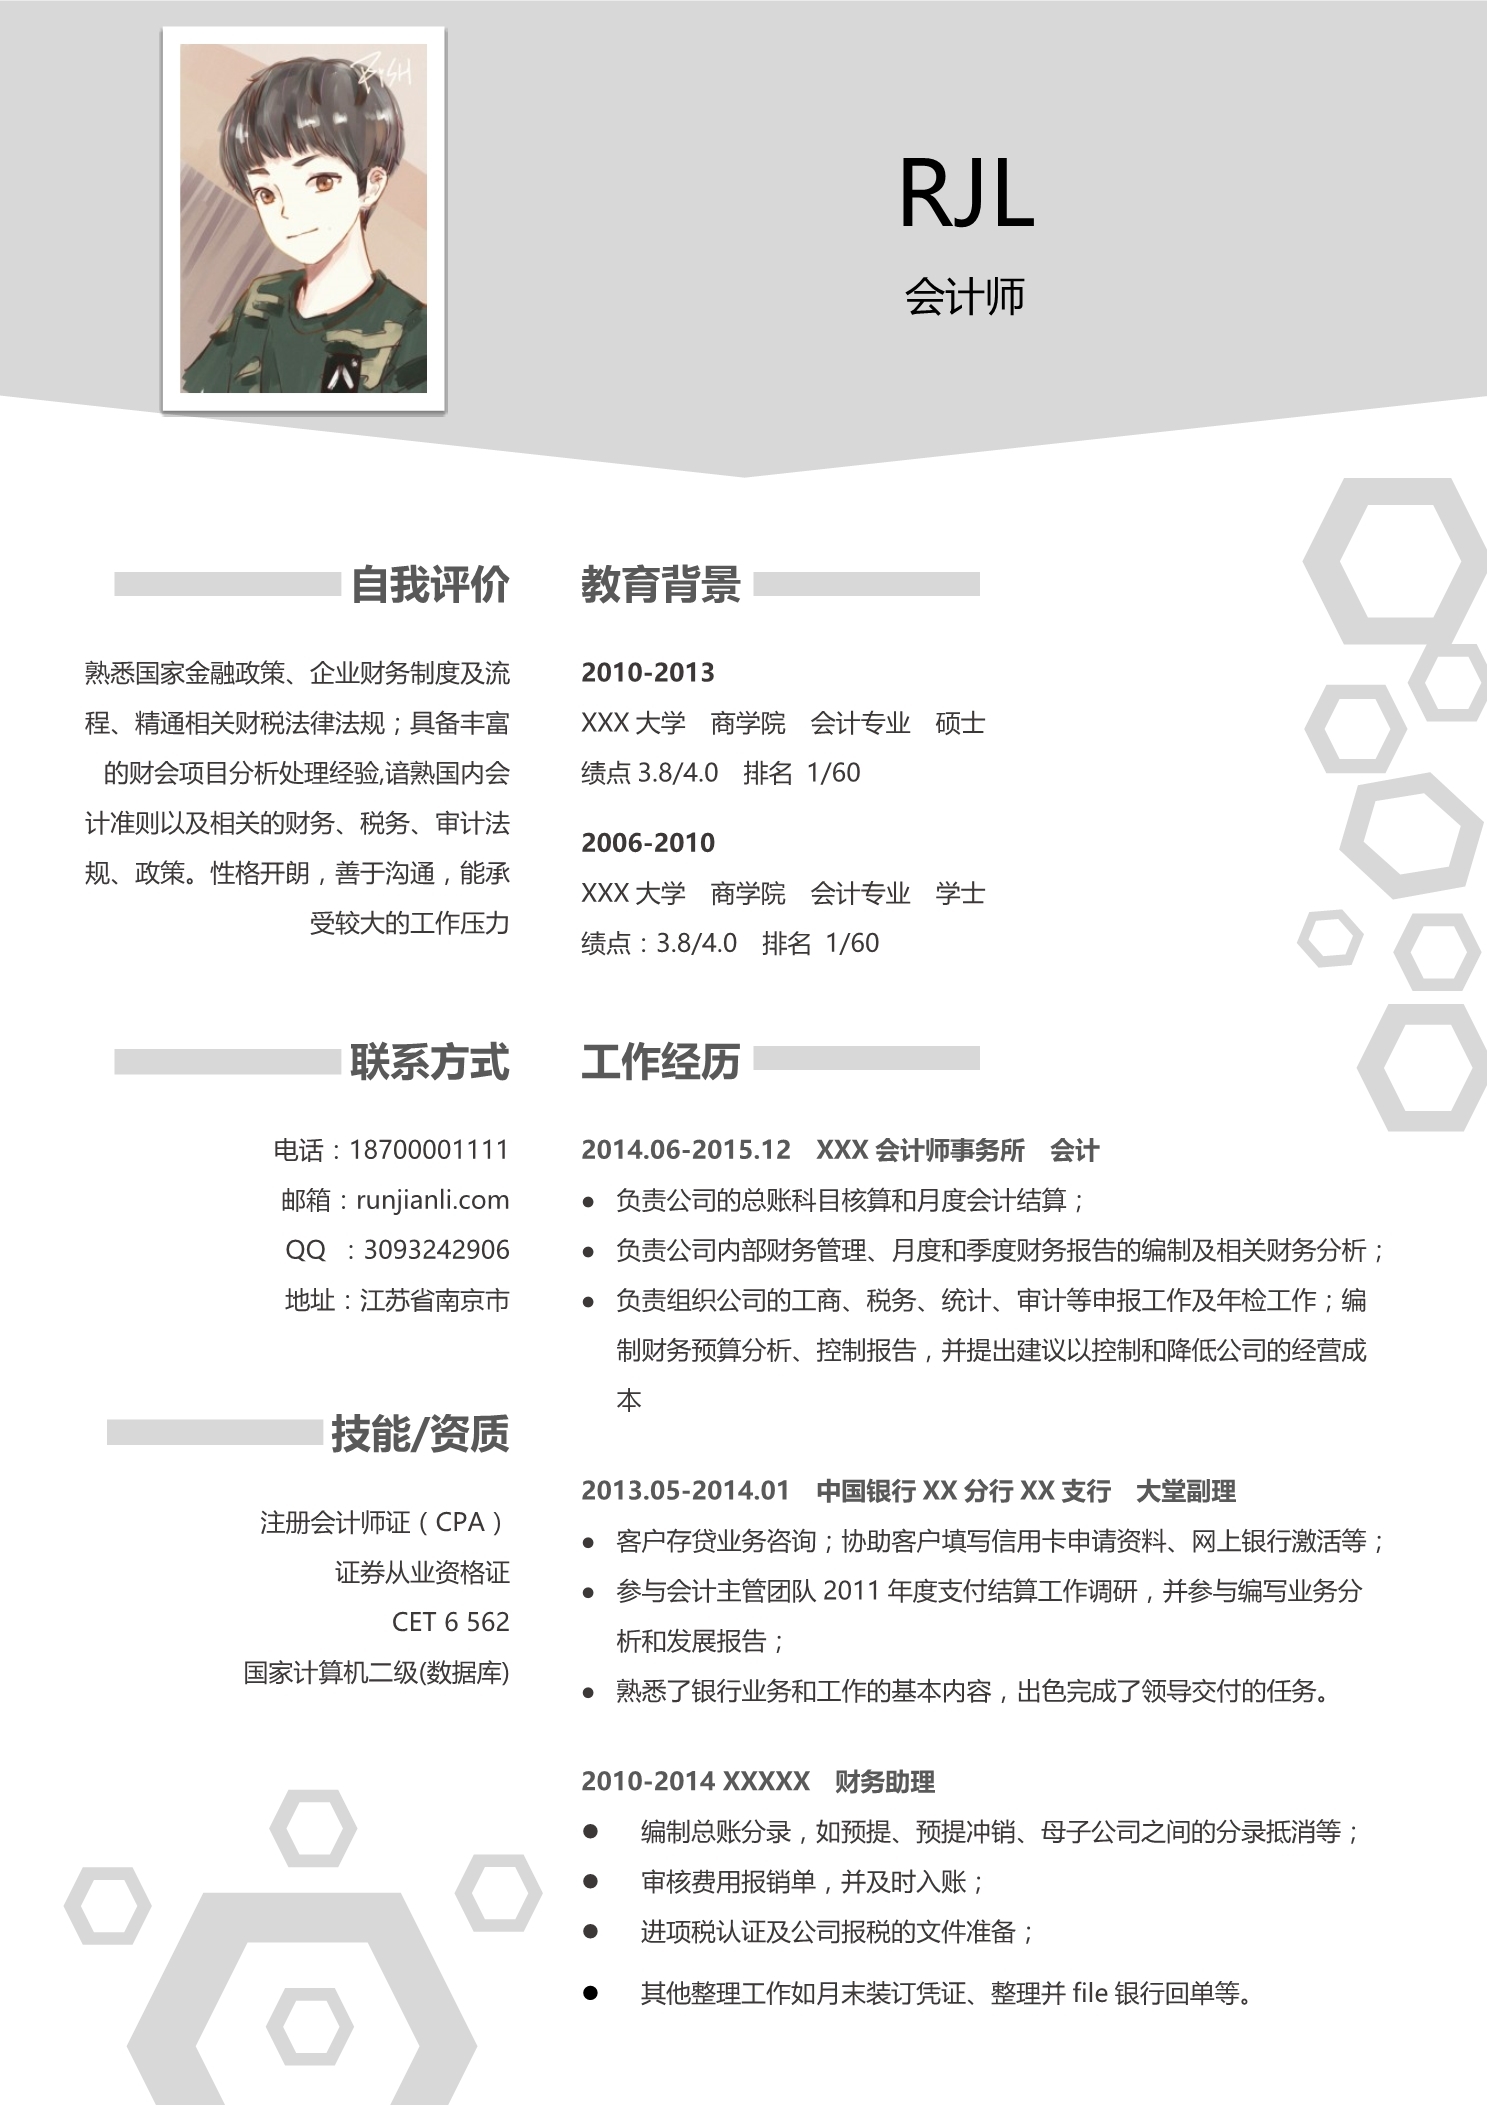 RJL
会计师
自我评价
熟悉国家金融政策、企业财务制度及流
程、精通相关财税法律法规；具备丰富
的财会项目分析处理经验,谙熟国内会
计准则以及相关的财务、税务、审计法
规、政策。性格开朗，善于沟通，能承
受较大的工作压力
联系方式
电话：18700001111
邮箱：runjianli.com
QQ ：3093242906
地址：江苏省南京市
技能/资质
注册会计师证（CPA）
证券从业资格证
CET 6 562
国家计算机二级(数据库)
教育背景
2010-2013
XXX 大学 商学院 会计专业 硕士
绩点 3.8/4.0 排名 1/60
2006-2010
XXX 大学 商学院 会计专业 学士
绩点：3.8/4.0 排名 1/60
工作经历
2014.06-2015.12 XXX 会计师事务所 会计
● 负责公司的总账科目核算和月度会计结算；
● 负责公司内部财务管理、月度和季度财务报告的编制及相关财务分析；
● 负责组织公司的工商、税务、统计、审计等申报工作及年检工作；编
制财务预算分析、控制报告，并提出建议以控制和降低公司的经营成
本
2013.05-2014.01 中国银行 XX 分行 XX 支行 大堂副理
● 客户存贷业务咨询；协助客户填写信用卡申请资料、网上银行激活等；
● 参与会计主管团队 2011 年度支付结算工作调研，并参与编写业务分
析和发展报告；
● 熟悉了银行业务和工作的基本内容，出色完成了领导交付的任务。
2010-2014 XXXXX 财务助理
● 编制总账分录，如预提、预提冲销、母子公司之间的分录抵消等；
● 审核费用报销单，并及时入账；
● 进项税认证及公司报税的文件准备；
● 其他整理工作如月末装订凭证、整理并 file 银行回单等。